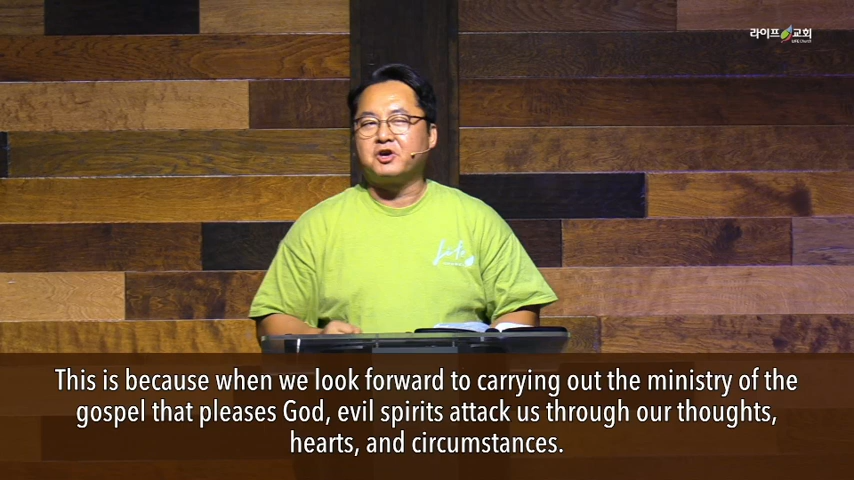 라이프 교회
Life
This is because when we look forward to carrying out the ministry of the
gospel that pleases God, evil spirits attack us through our thoughts,
hearts, and circumstances.